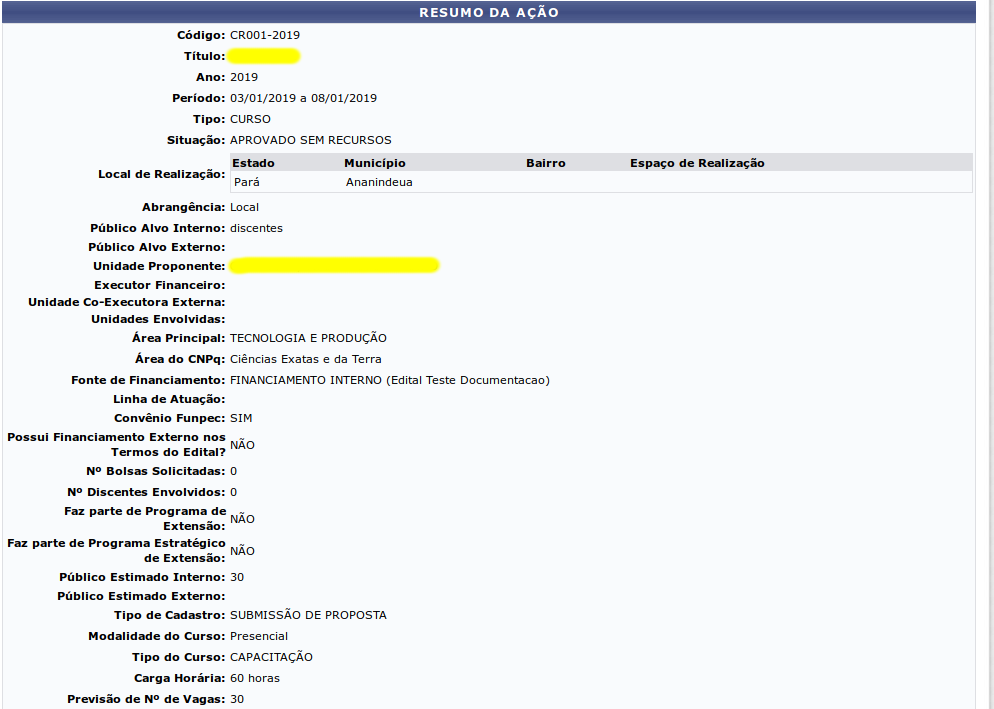 RESUMO DA AÇÃO
Código: CR001-2019
Título:
Ano: 2019
Período: 03/01/2019 a 08/01/2019
Tipo: CURSO
Situação: APROVADO SEM RECURSOS
Local de Realização:
Estado Município Bairro Espaço de Realização
Pará Ananindeua
Abrangência: Local
Público Alvo Interno: discentes
Público Alvo Externo:
Unidade Proponente:
Executor Financeiro:
Unidade Co-Executora Externa:
Unidades Envolvidas:
Área Principal: TECNOLOGIA E PRODUÇÃO
Área do CNPq: Ciências Exatas e da Terra
Fonte de Financiamento: FINANCIAMENTO INTERNO (Edital Teste Documentacao)
Linha de Atuação:
Convênio Funpec: SIM
Possui Financiamento Externo nos
Termos do Edital? NÃO
Nº Bolsas Solicitadas: 0
Nº Discentes Envolvidos: 0
Faz parte de Programa de
Extensão: NÃO
Faz parte de Programa Estratégico
de Extensão: NÃO
Público Estimado Interno: 30
Público Estimado Externo:
Tipo de Cadastro: SUBMISSÃO DE PROPOSTA
Modalidade do Curso: Presencial
Tipo do Curso: CAPACITAÇÃO
Carga Horária: 60 horas
Previsão de Nº de Vagas: 30